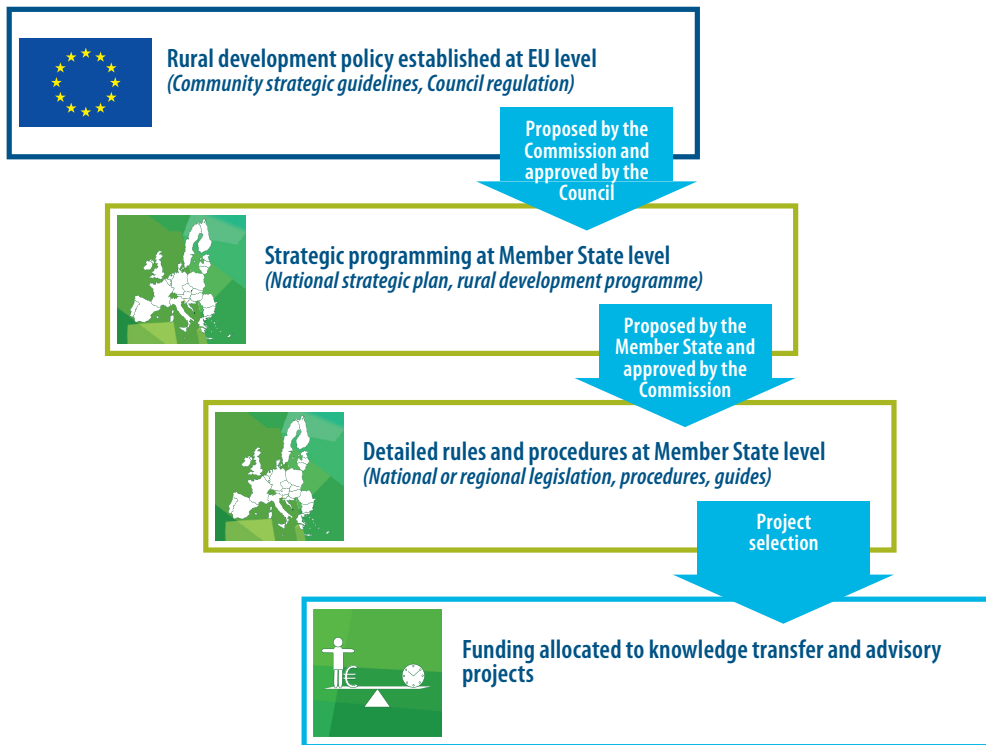 Rural development policy established at EU level
(Community strategic guidelines, Council regulation)
Proposed by the
Commission and
approved by the
Council
Strategic programming at Member State level
(National strategic plan, rural development programme)
Proposed by the
Member State and
approved by the
Commission
Detailed rules and procedures at Member State level
(National or regional legislation, procedures, guides)
Project
selection
€
Funding allocated to knowledge transfer and advisory
projects